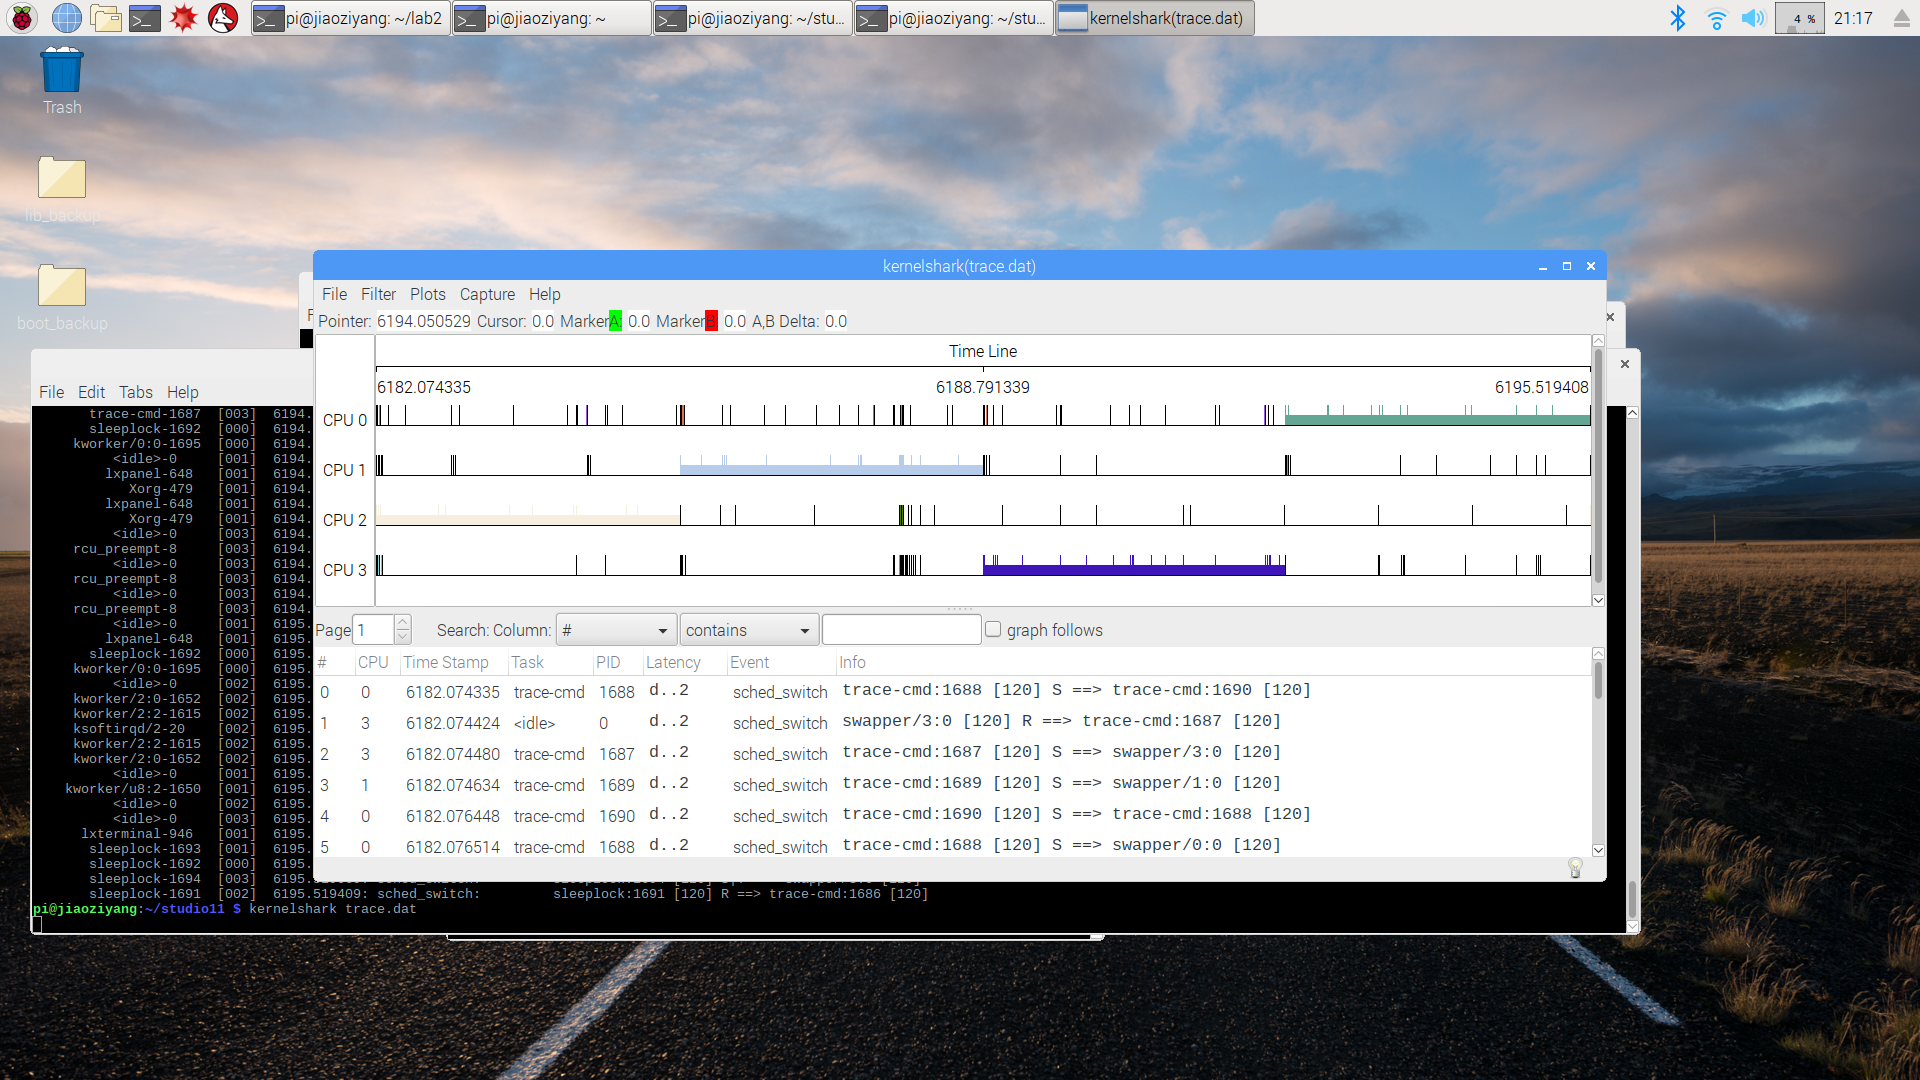 pi@jiaoziyang: ~/lab2
pi@jiaoziyang: ~
pi@jiaoziyang: ~/stu...
pi@jiaoziyang: ~/stu...
kernelshark(trace.dat)
4 %
21:17
Trash
lib_backup
boot_backup
kernelshark(trace.dat)
File Filter Plots Capture Help
Pointer: 6194.050529 Cursor: 0.0 MarkerA: 0.0 MarkerB: 0.0 A,B Delta: 0.0
Time Line
6182.074335 6188.791339 6195.519408
CPU 0
CPU 1
CPU 2
CPU 3
Page 1 Search: Column: # contains graph follows
# CPU Time Stamp Task PID Latency Event Info
0 0 6182.074335 trace-cmd 1688 d..2 sched_switch trace-cmd:1688 [120] S ==> trace-cmd:1690 [120]
1 3 6182.074424 <idle> 0 d..2 sched_switch swapper/3:0 [120] R ==> trace-cmd:1687 [120]
2 3 6182.074480 trace-cmd 1687 d..2 sched_switch trace-cmd:1687 [120] S ==> swapper/3:0 [120]
3 1 6182.074634 trace-cmd 1689 d..2 sched_switch trace-cmd:1689 [120] S ==> swapper/1:0 [120]
4 0 6182.076448 trace-cmd 1690 d..2 sched_switch trace-cmd:1690 [120] S ==> trace-cmd:1688 [120]
5 0 6182.076514 trace-cmd 1688 d..2 sched_switch trace-cmd:1688 [120] S ==> swapper/0:0 [120]
File Edit Tabs Help
trace-cmd-1687 [003] 6194.
sleeplock-1692 [000] 6194.
kworker/0:0-1695 [000] 6194.
<idle>-0 [001] 6194.
lxpanel-648 [001] 6194.
Xorg-479 [001] 6194.
lxpanel-648 [001] 6194.
Xorg-479 [001] 6194.
<idle>-0 [003] 6194.
rcu_preempt-8 [003] 6194.
<idle>-0 [003] 6194.
rcu_preempt-8 [003] 6194.
<idle>-0 [003] 6194.
rcu_preempt-8 [003] 6194.
<idle>-0 [001] 6195.
lxpanel-648 [001] 6195.
sleeplock-1692 [000] 6195.
kworker/0:0-1695 [000] 6195.
<idle>-0 [002] 6195.
kworker/2:0-1652 [002] 6195.
kworker/2:2-1615 [002] 6195.
ksoftirqd/2-20 [002] 6195.
kworker/2:2-1615 [002] 6195.
kworker/2:0-1652 [002] 6195.
<idle>-0 [001] 6195.
kworker/u8:2-1650 [001] 6195.
<idle>-0 [002] 6195.
<idle>-0 [003] 6195.
lxterminal-946 [001] 6195.
sleeplock-1693 [001] 6195.
sleeplock-1692 [000] 6195.
sleeplock-1694 [003] 6195.
sleeplock-1691 [002] 6195.519409: sched_switch: sleeplock:1691 [120] R ==> trace-cmd:1686 [120]
pi@jiaoziyang:~/studio11 $ kernelshark trace.dat